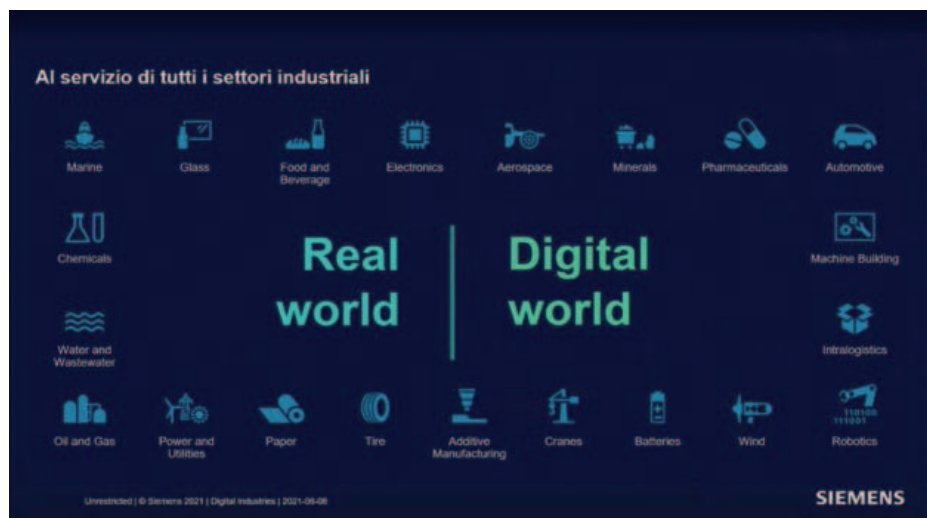 Al servizio di tutti i settori industriali
Marine
Glass
Food and
Beverage
Electronics
Aerospace
Minerals
Pharmaceuticals
Automotive
Chemicals
Real
world
Digital
world
Machine Building
Water and
Wastewater
Intralogistics
Oil and Gas
Power and
Utilities
Paper
Tire
Additive
Manufacturing
Cranes
Batteries
Wind
110100
111001
Robotics
Unrestricted | © Siemens 2021 | Digital Industries | 2021-06-08
SIEMENS